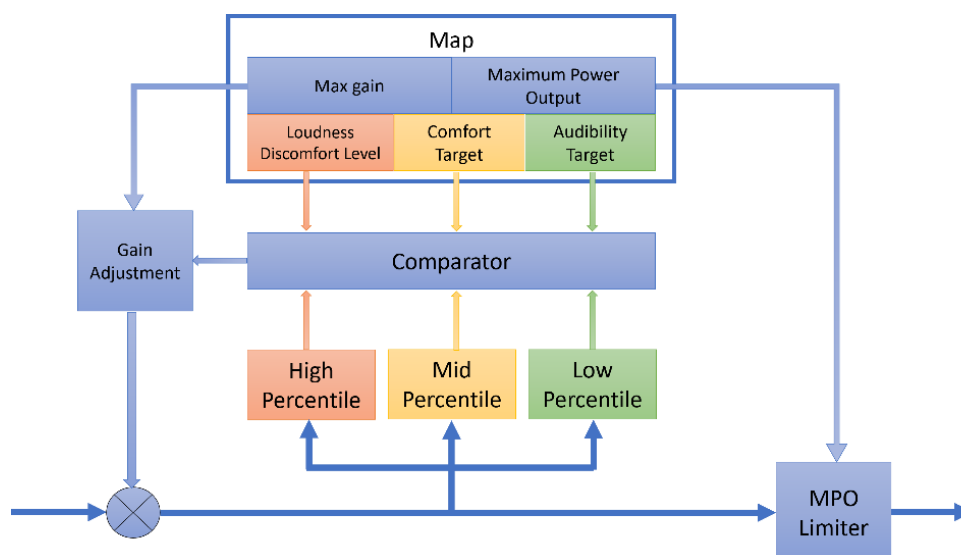 Map
Max gain
Maximum Power
Output
Loudness
Discomfort Level
Comfort
Target
Audibility
Target
Gain
Adjustment
Comparator
High
Percentile
Mid
Percentile
Low
Percentile
MPO
Limiter